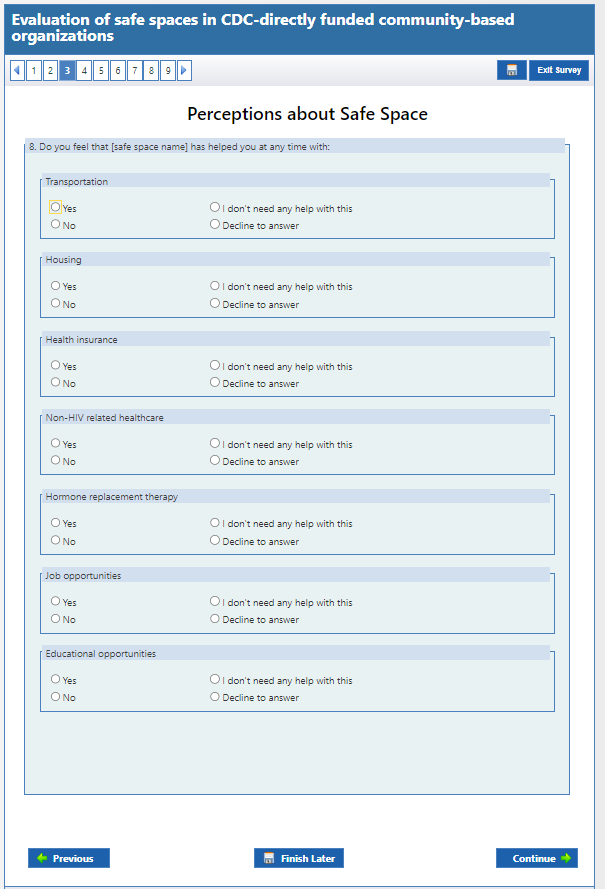 Evaluation of safe spaces in CDC-directly funded community-based
organizations
1 2 3 4 5 6 7 8 9
Exit Survey
Perceptions about Safe Space
8. Do you feel that [safe space name] has helped you at any time with:
Transportation
Yes I don't need any help with this
No Decline to answer
Housing
Yes I don't need any help with this
No Decline to answer
Health insurance
Yes I don't need any help with this
No Decline to answer
Non-HIV related healthcare
Yes I don't need any help with this
No Decline to answer
Hormone replacement therapy
Yes I don't need any help with this
No Decline to answer
Job opportunities
Yes I don't need any help with this
No Decline to answer
Educational opportunities
Yes I don't need any help with this
No Decline to answer
Previous Finish Later Continue